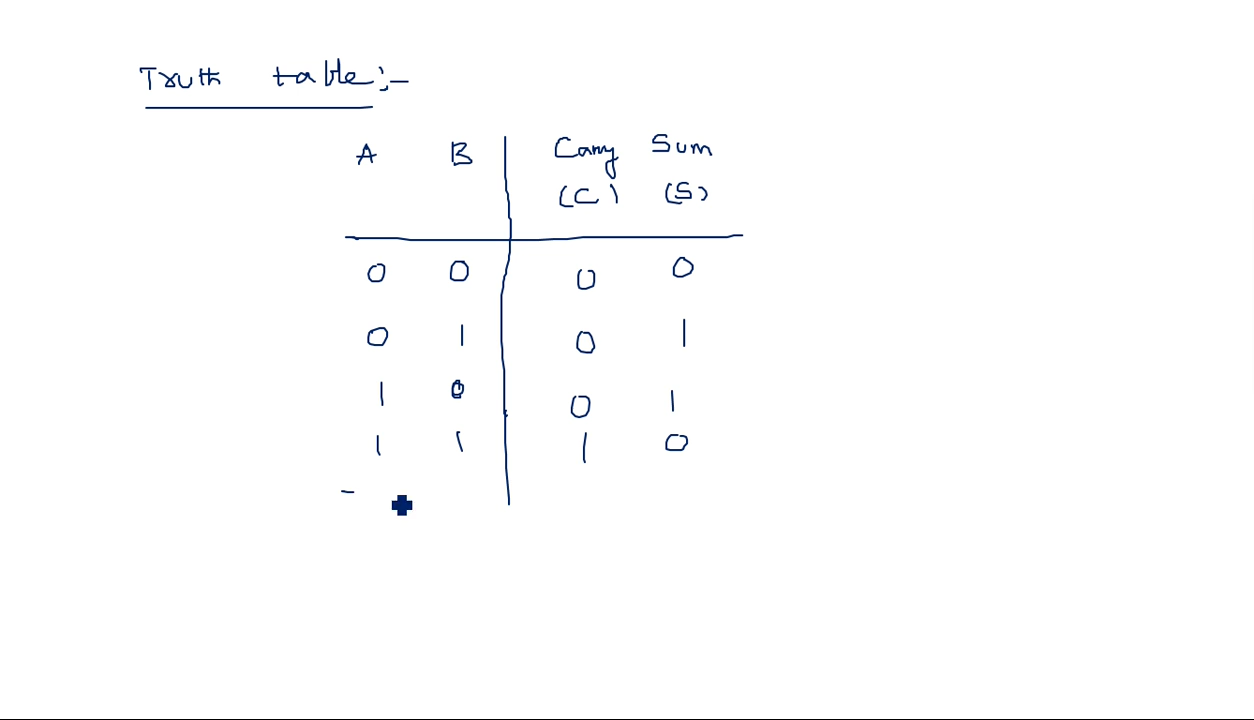 Truth table:-
A B Carry Sum
(C) (S)
0 0 0 0
0 1 0 1
1 0 0 1
1 1 1 0